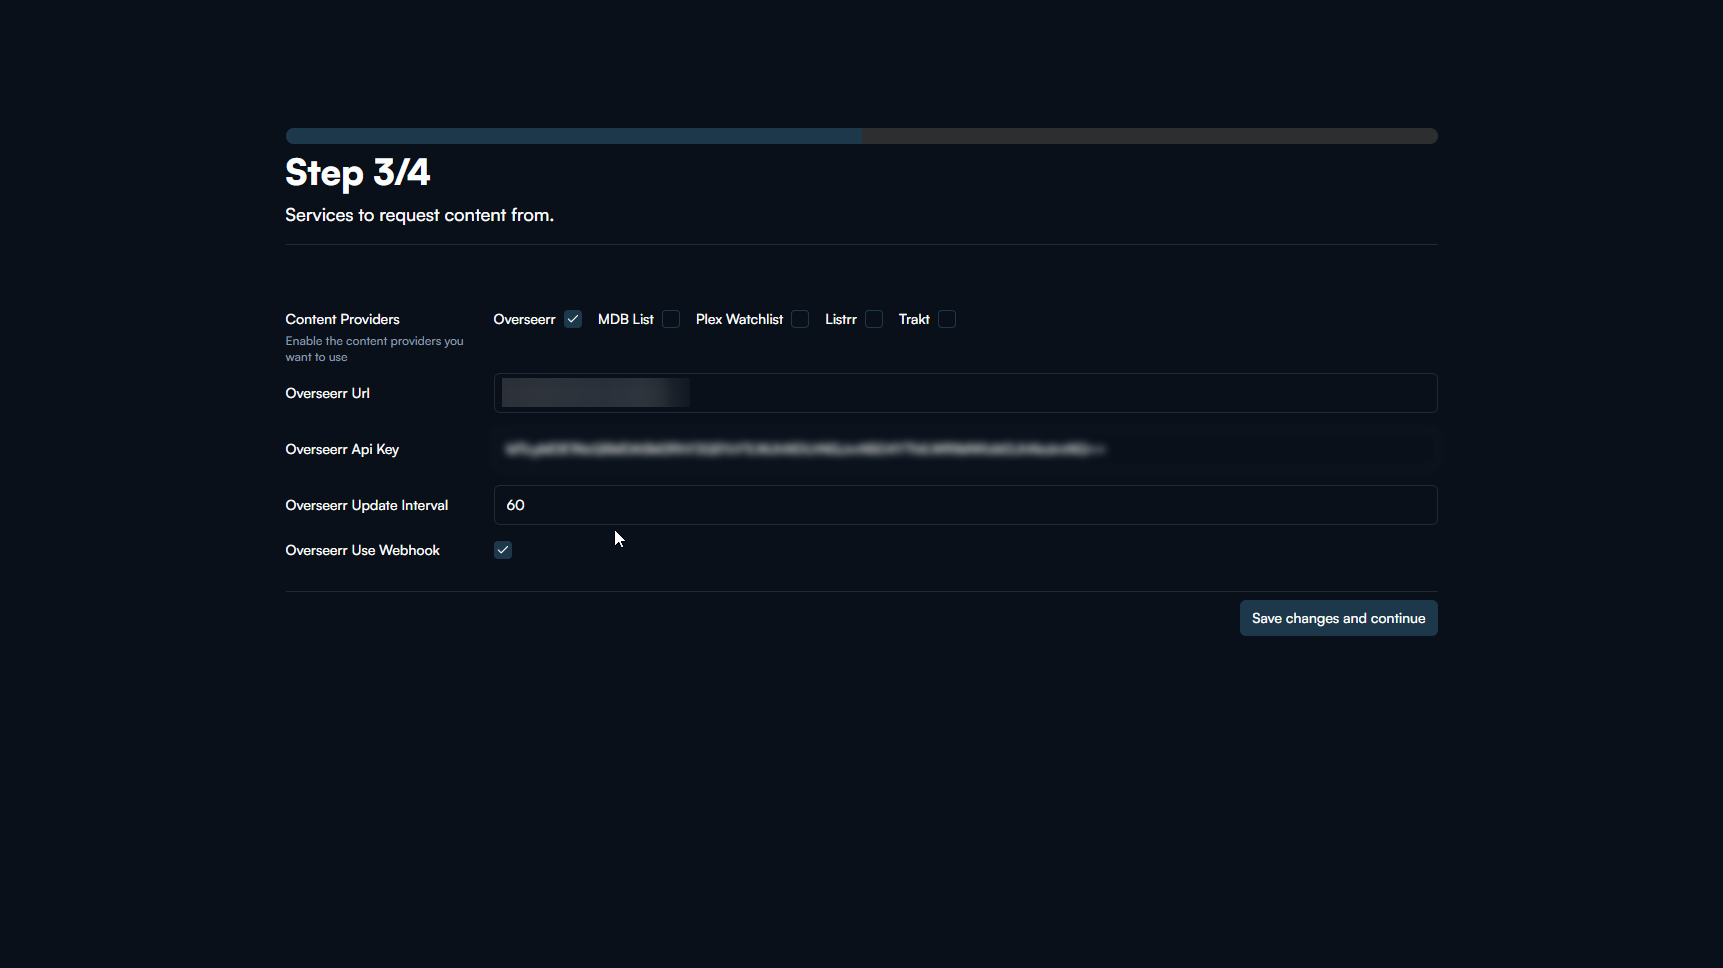 Step 3/4
Services to request content from.
Content Providers
Enable the content providers you
want to use
Overseerr MDB List Plex Watchlist Listrr Trakt
Overseerr Url
Overseerr Api Key
Overseerr Update Interval 60
Overseerr Use Webhook
Save changes and continue